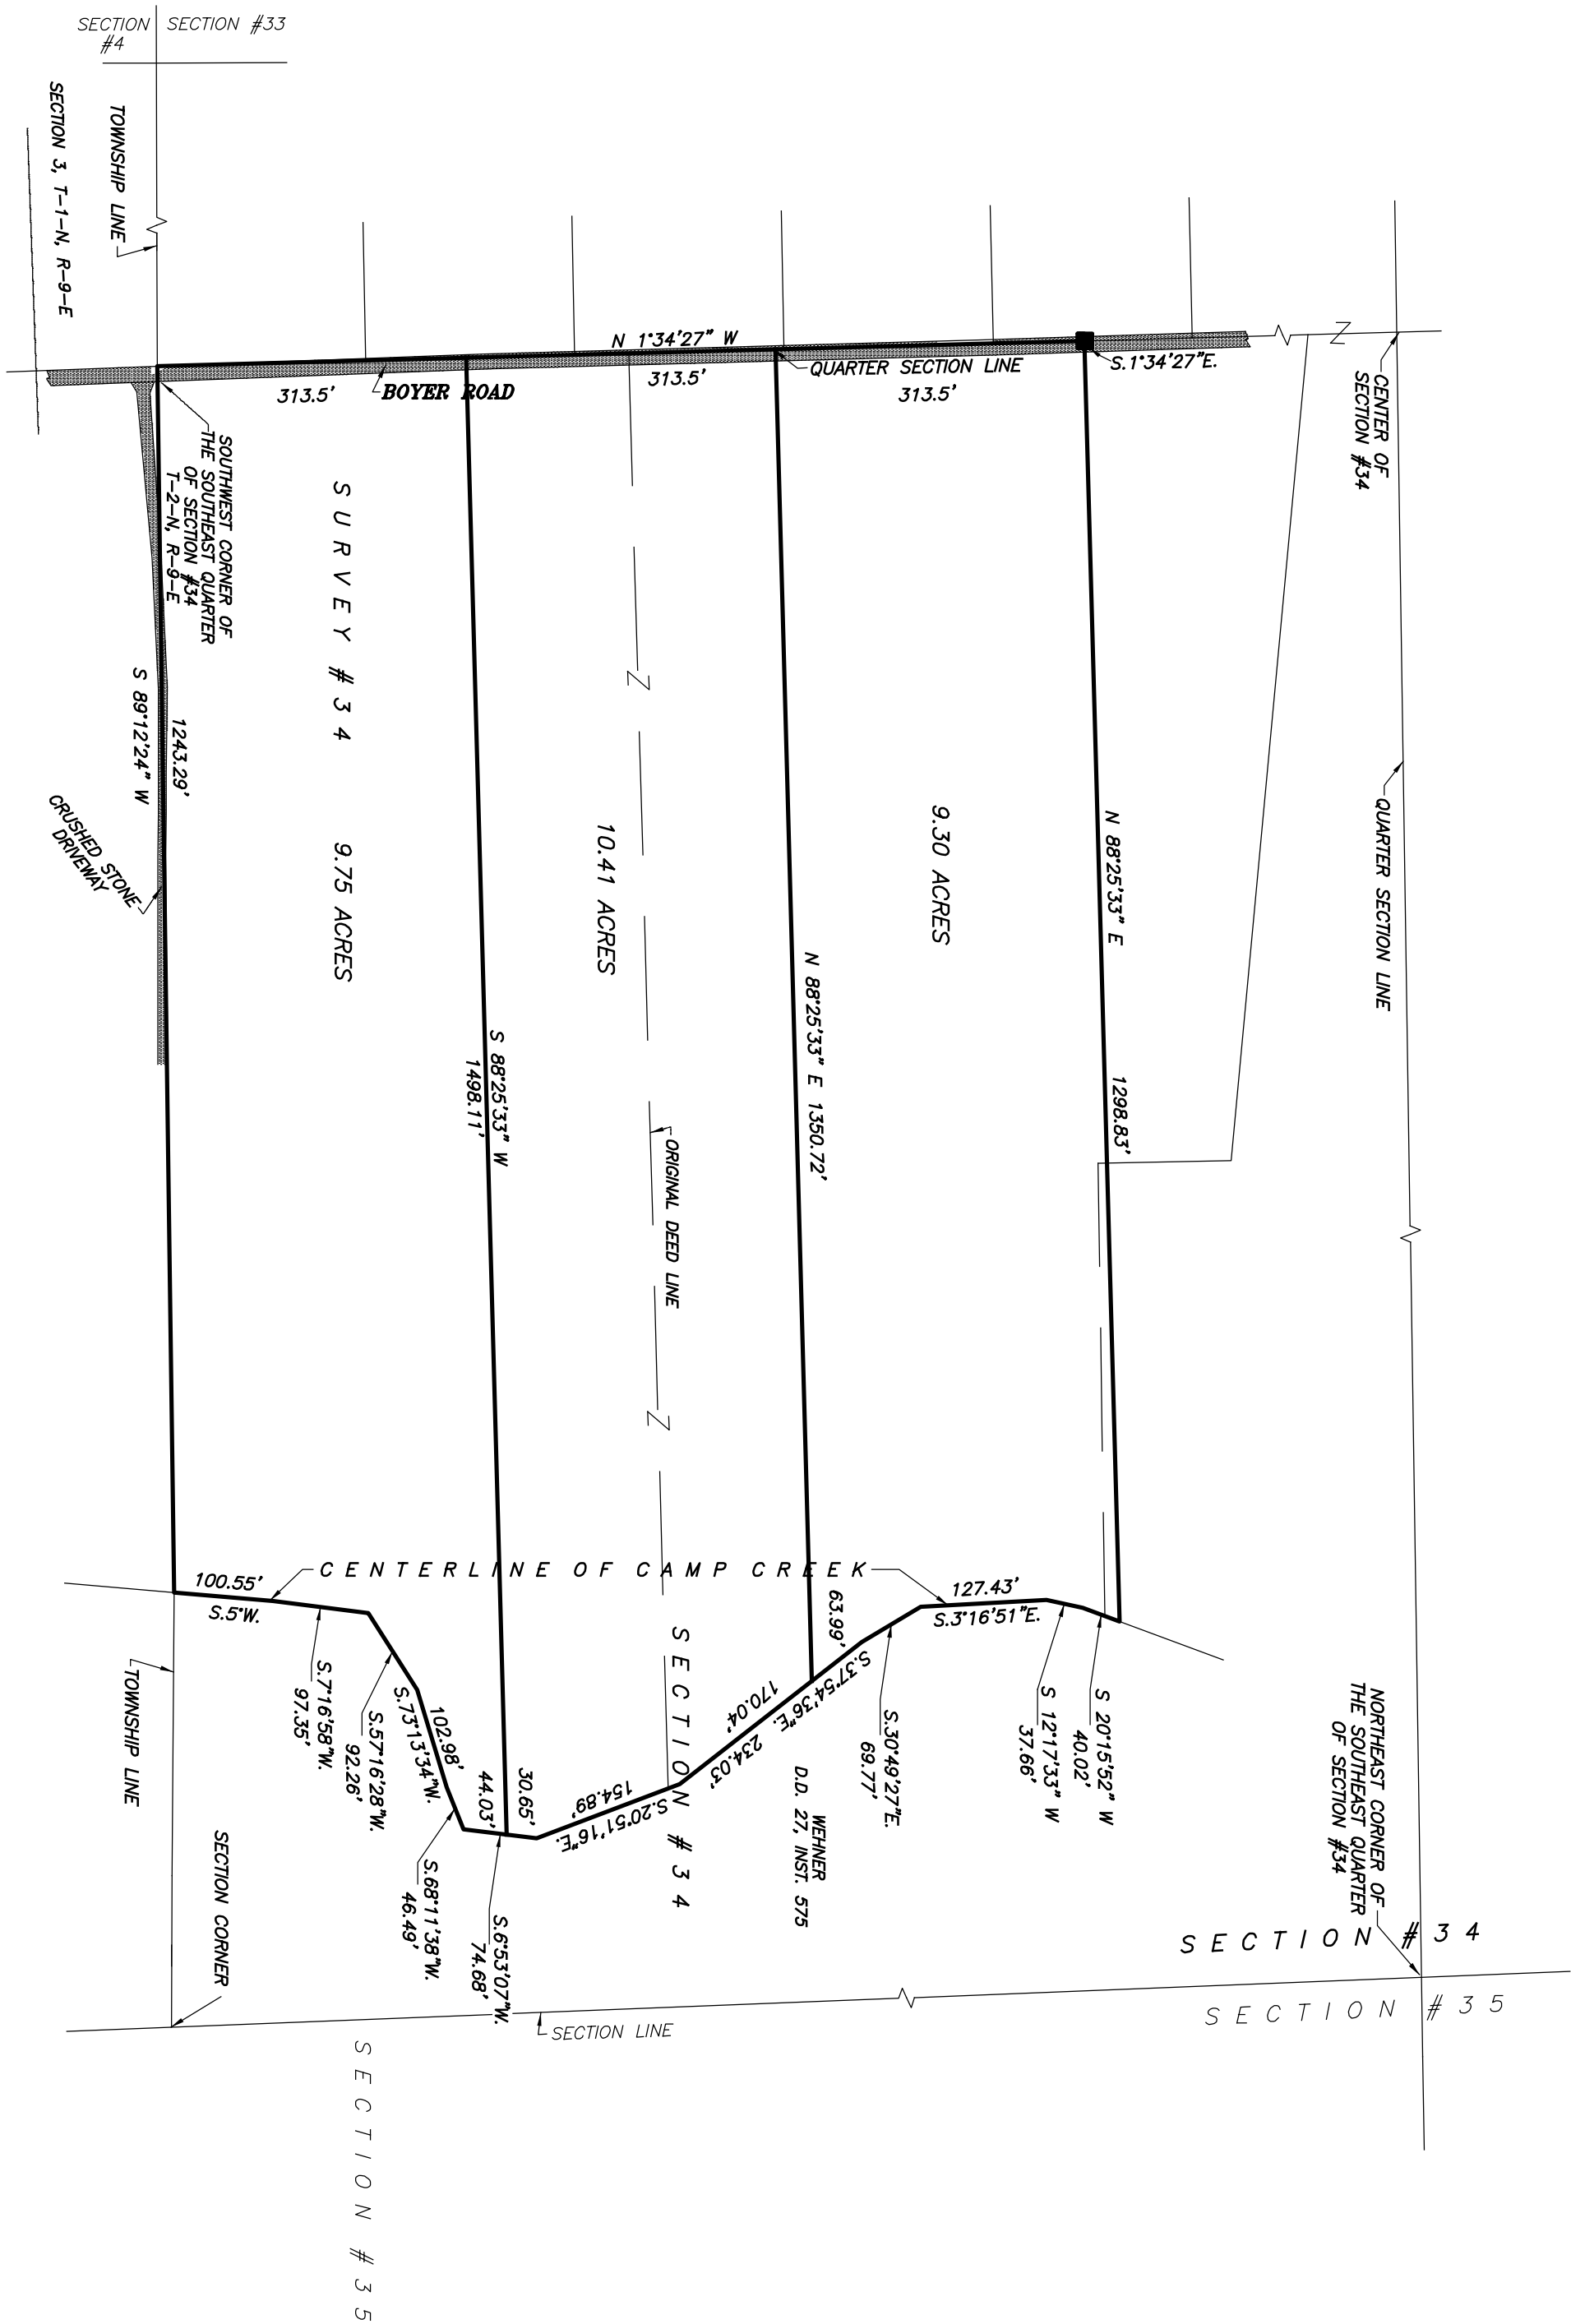 SECTION
#4
SECTION #33
SECTION 3, T-1-N, R-9-E
TOWNSHIP LINE
N 1°34'27" W
313.5'
BOYER ROAD
313.5'
QUARTER SECTION LINE
313.5'
S.1°34'27"E.
CENTER OF
SECTION #34
SOUTHWEST CORNER OF
THE SOUTHEAST QUARTER
OF SECTION #34
T-2-N, R-9-E
SURVEY #34
9.75 ACRES
10.41 ACRES
9.30 ACRES
1243.29'
S 89°12'24" W
CRUSHED STONE
DRIVEWAY
S 88°25'33" W
1498.11'
N 88°25'33" E 1350.72'
N 88°25'33" E
1298.83'
QUARTER SECTION LINE
ORIGINAL DEED LINE
CENTERLINE OF CAMP CREEK
100.55'
S.5°W.
S.7°16'58"W.
97.35'
S.57°16'28"W.
92.26'
102.98'
S.73°13'34"W.
S.68°11'38"W.
46.49'
44.03'
30.65'
S.6°53'07"W.
74.68'
154.89'
S.20°51'16"E.
170.04'
63.99'
S.37°54'36"E.
234.03'
S.30°49'27"E.
69.77'
127.43'
S.3°16'51"E.
S 12°17'33" W
37.66'
S 20°15'52" W
40.02'
SECTION #34
WEHNER
D.D. 27, INST. 575
NORTHEAST CORNER OF
THE SOUTHEAST QUARTER
OF SECTION #34
TOWNSHIP LINE
SECTION CORNER
SECTION #34
SECTION #35
SECTION LINE
SECTION #35